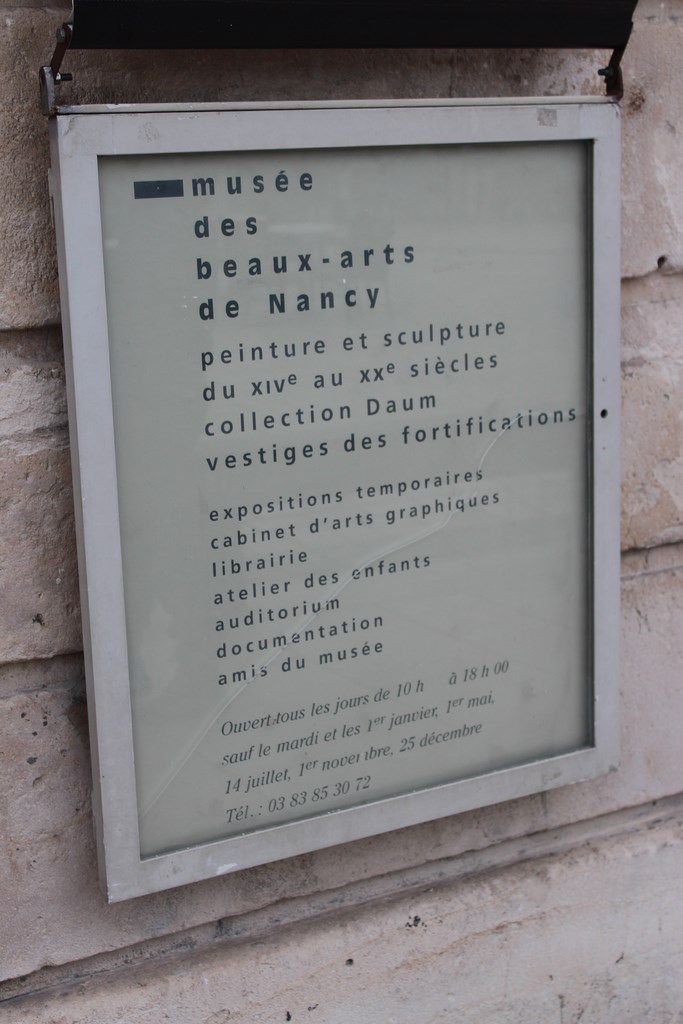 musée
des
beaux-arts
de Nancy
peinture et sculpture
du XIVe au XXe siècles
collection Daum
vestiges des fortifications
expositions temporaires
cabinet d'arts graphiques
librairie
atelier des enfants
auditorium
documentation
amis du musée
Ouvert tous les jours de 10 h à 18 h 00
sauf le mardi et les 1er janvier, 1er mai,
14 juillet, 1er novembre, 25 décembre
Tél. : 03 83 85 30 72